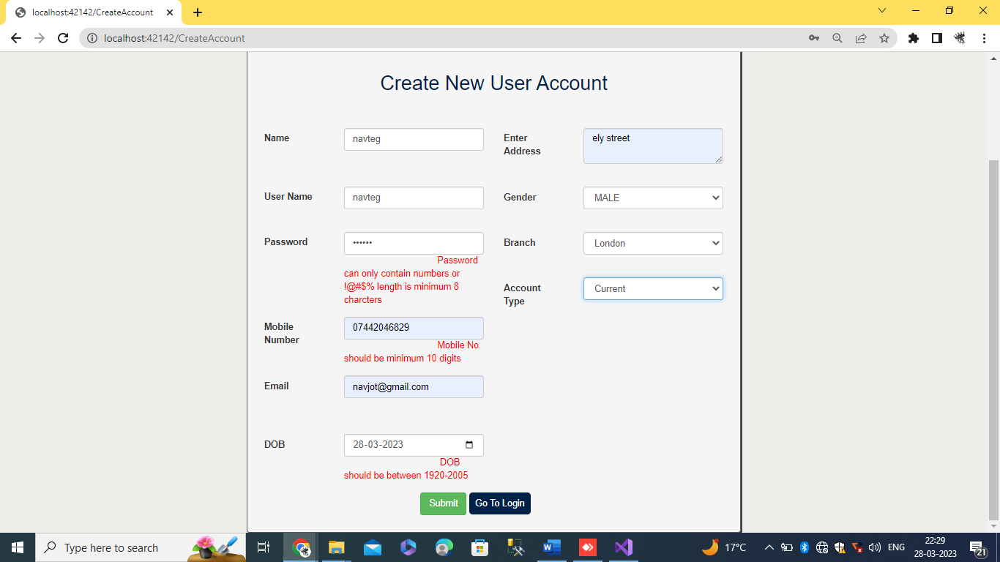 localhost:42142/CreateAccount
localhost:42142/CreateAccount
Create New User Account
Name
navteg
Enter
Address
ely street
User Name
navteg
Gender
MALE
Password
••••••
Password
can only contain numbers or
!@#$% length is minimum 8
charcters
Branch
London
Account
Type
Current
Mobile
Number
07442046829
Mobile No.
should be minimum 10 digits
Email
navjot@gmail.com
DOB
28-03-2023
DOB
should be between 1920-2005
Submit
Go To Login
Type here to search
17°C
ENG
22:29
28-03-2023
21